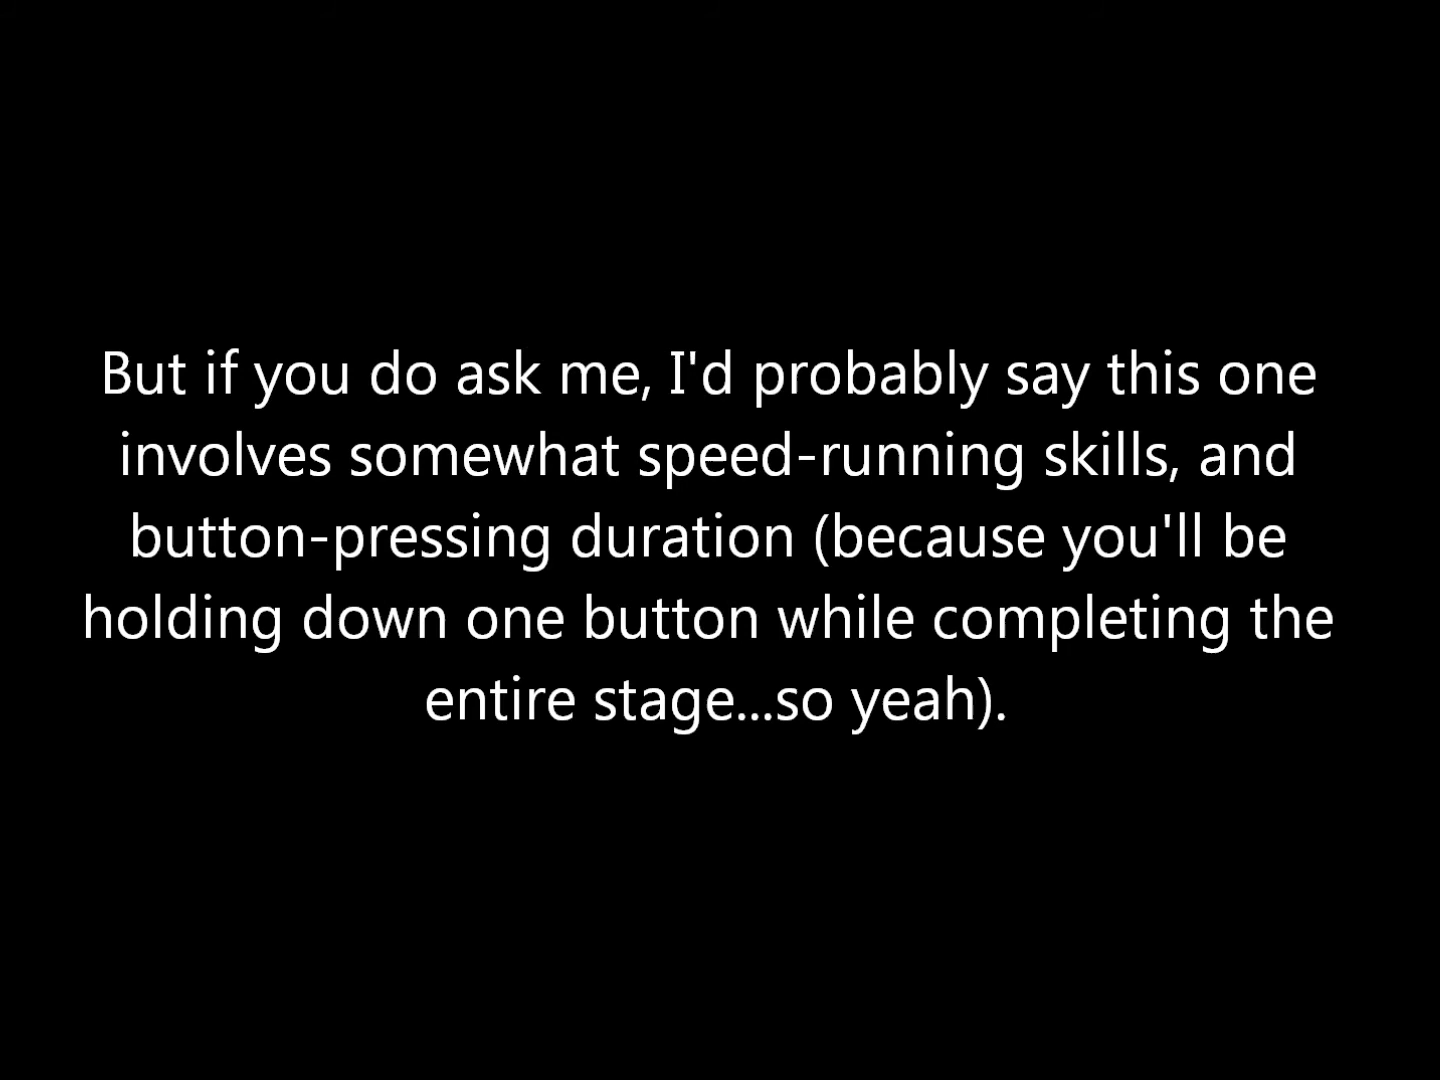 But if you do ask me, I'd probably say this one
involves somewhat speed-running skills, and
button-pressing duration (because you'll be
holding down one button while completing the
entire stage...so yeah).